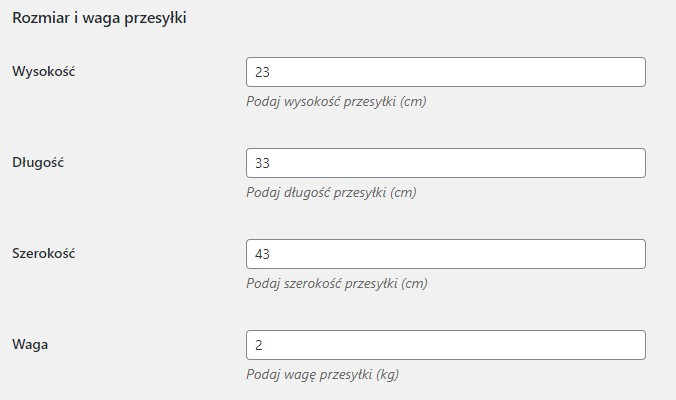 Rozmiar i waga przesyłki
Wysokość
23
Podaj wysokość przesyłki (cm)
Długość
33
Podaj długość przesyłki (cm)
Szerokość
43
Podaj szerokość przesyłki (cm)
Waga
2
Podaj wagę przesyłki (kg)